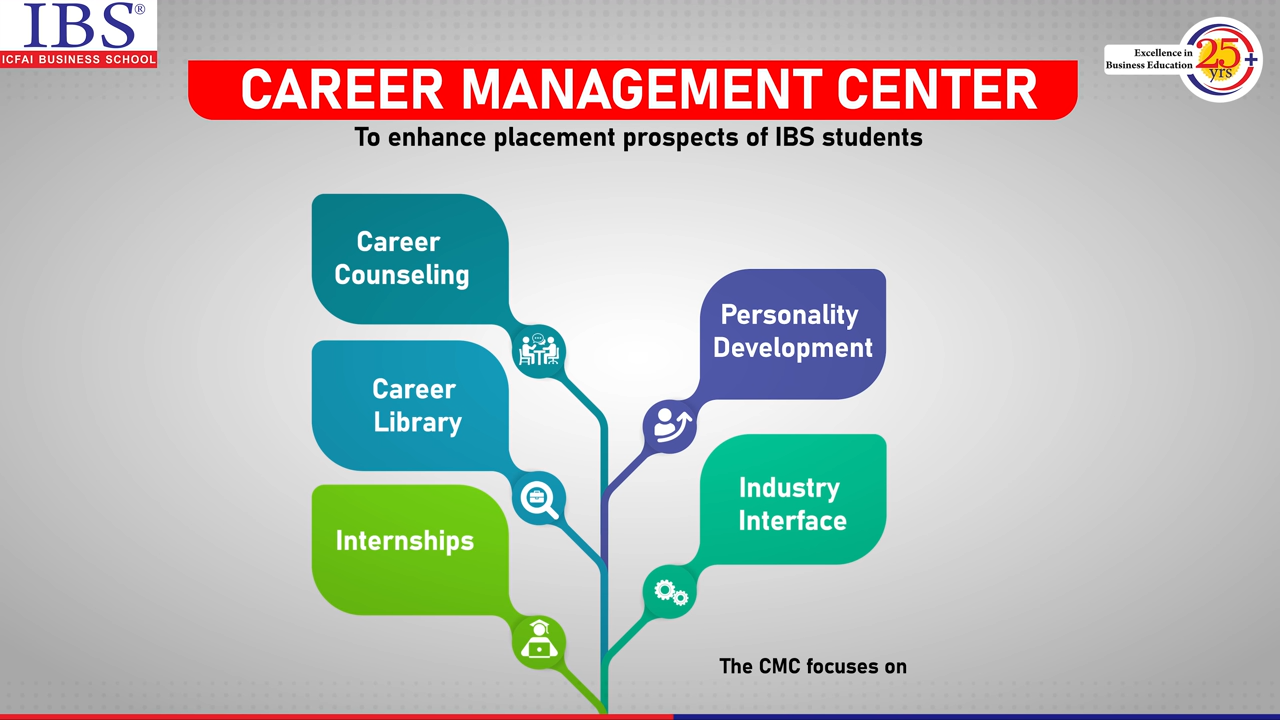 IBS®
ICFAI BUSINESS SCHOOL
Excellence in
Business Education
25
yrs
+
CAREER MANAGEMENT CENTER
To enhance placement prospects of IBS students
Career
Counseling
Personality
Development
Career
Library
Industry
Interface
Internships
The CMC focuses on